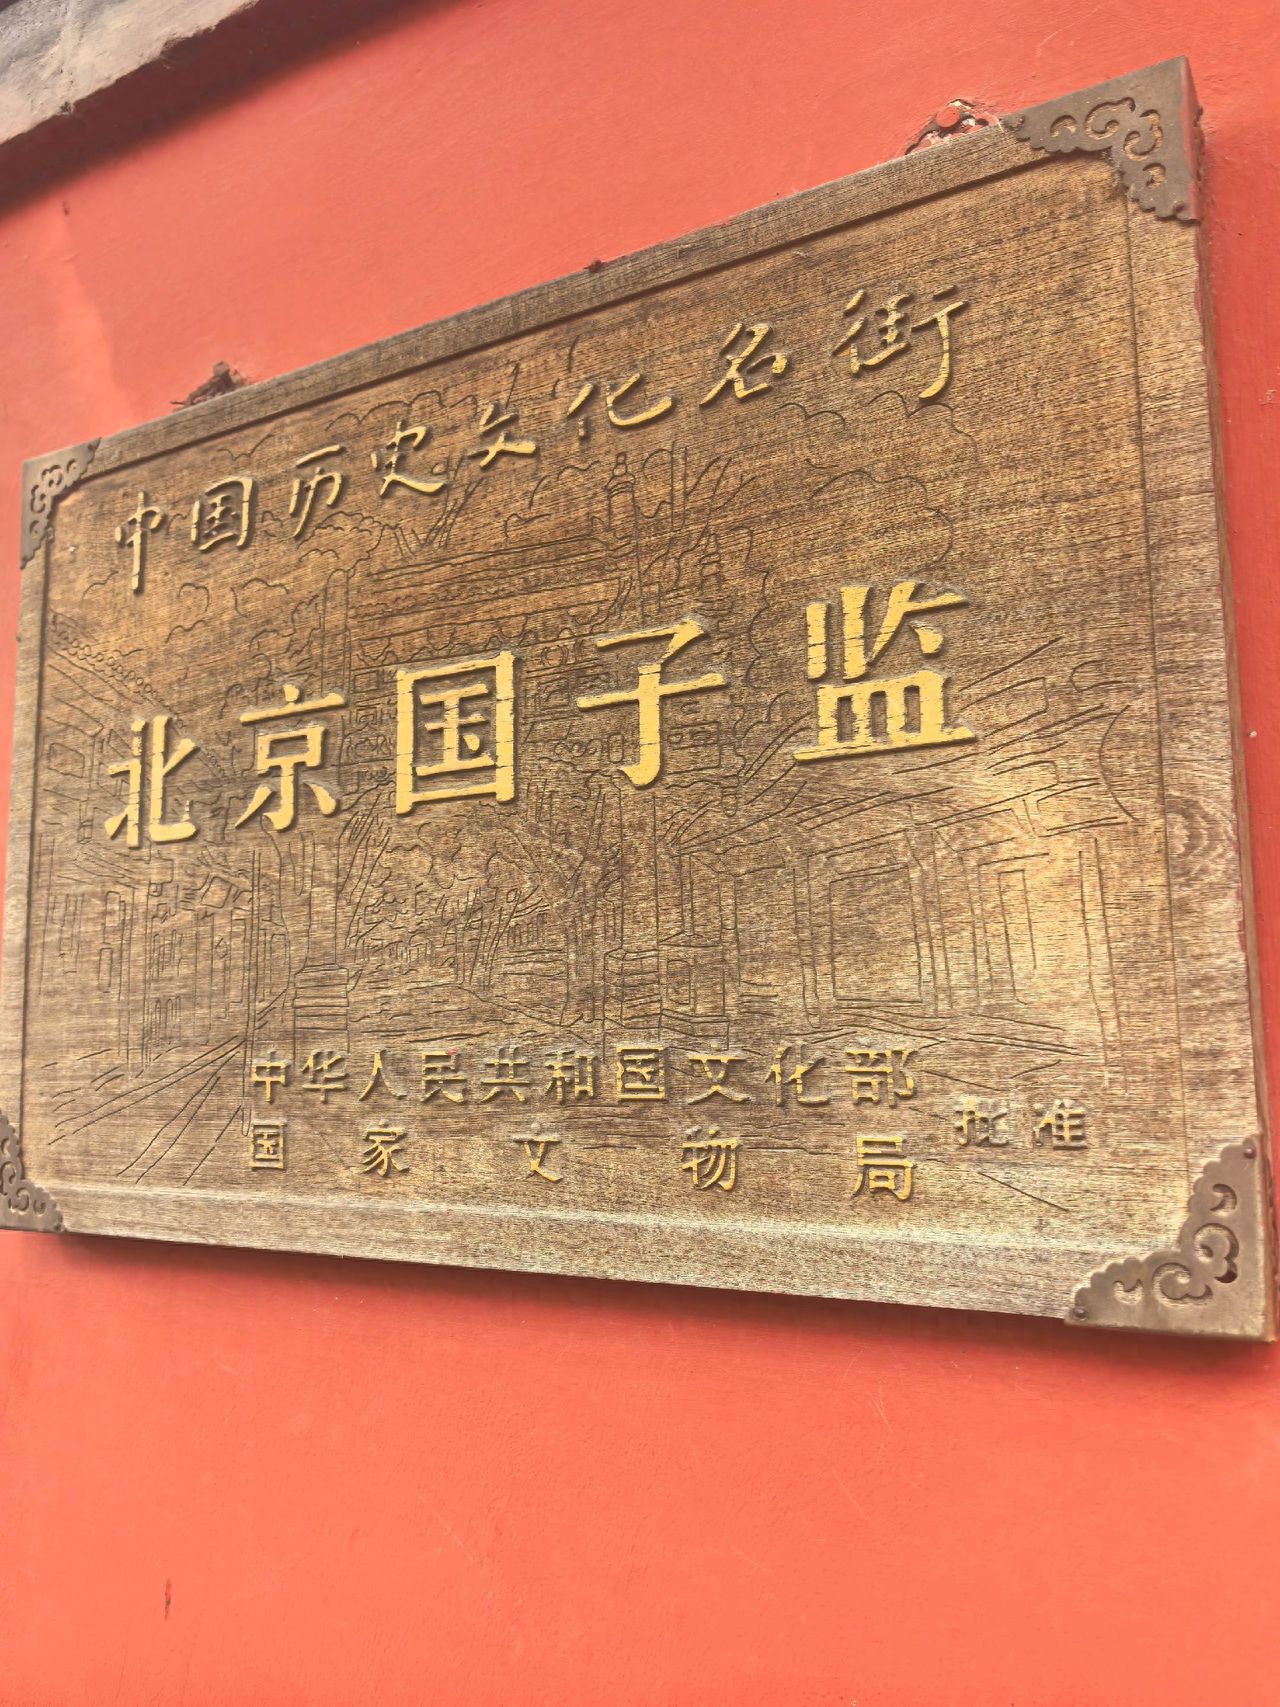 中国历史文化名街
北京国子监
中华人民共和国文化部
国家文物局
批准